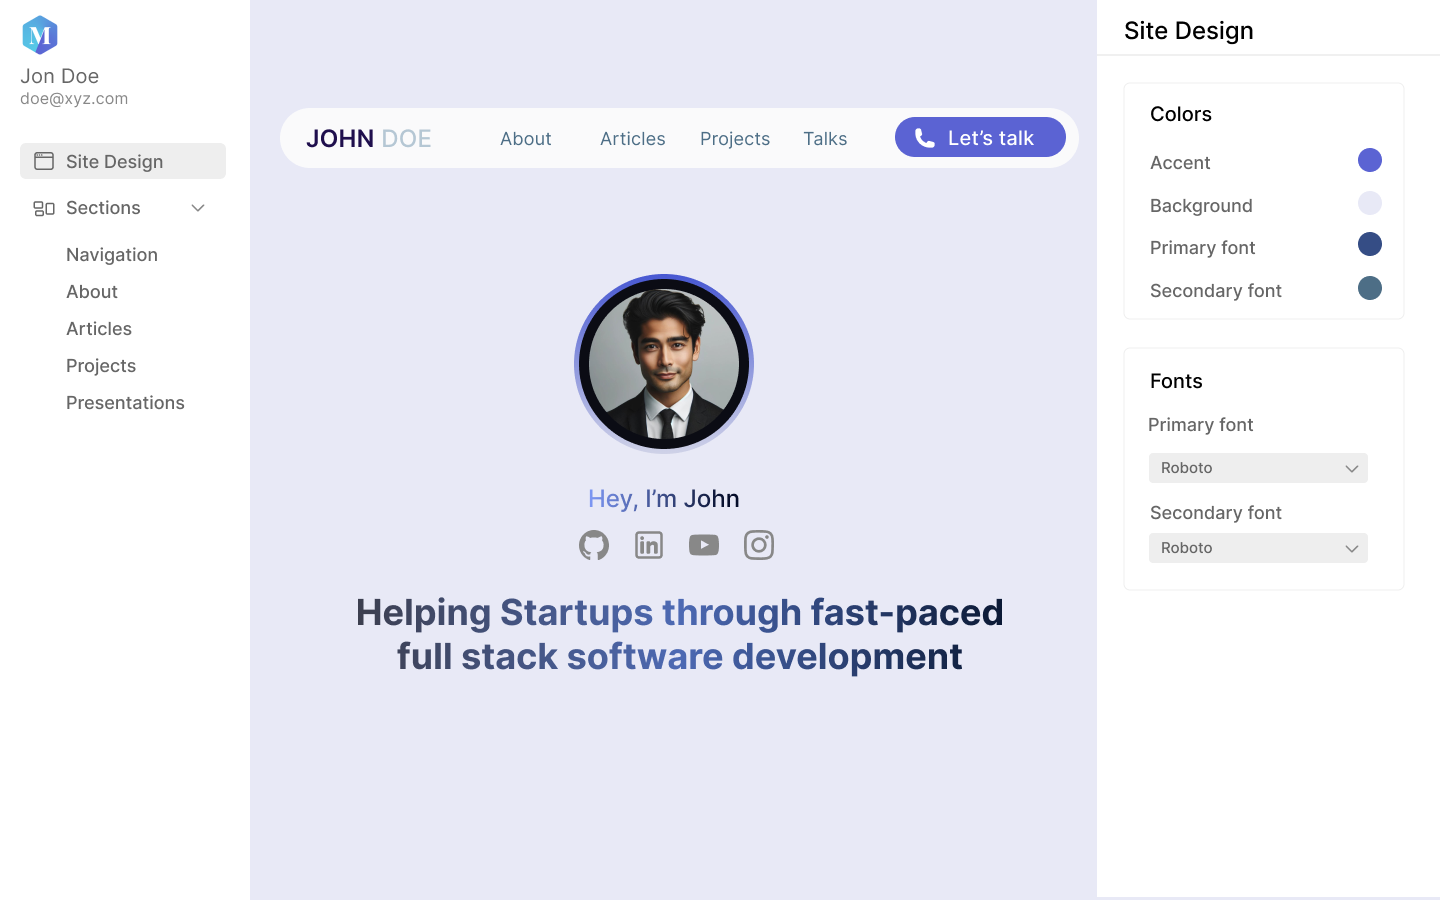 M
Jon Doe
doe@xyz.com
Site Design
Sections
Navigation
About
Articles
Projects
Presentations
JOHN DOE
About
Articles
Projects
Talks
Let’s talk
Hey, I’m John
in
Helping Startups through fast-paced
full stack software development
Site Design
Colors
Accent
Background
Primary font
Secondary font
Fonts
Primary font
Roboto
Secondary font
Roboto